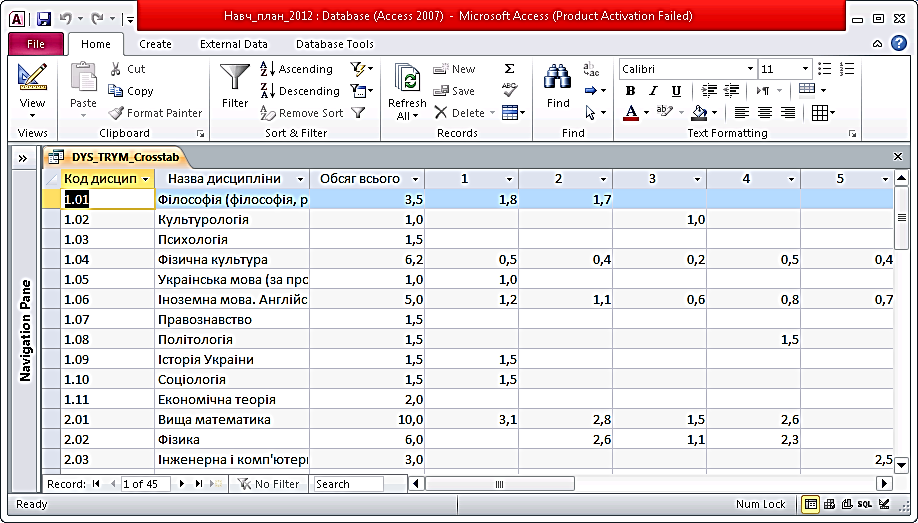 Навч_план_2012 : Database (Access 2007) - Microsoft Access (Product Activation Failed)
File Home Create External Data Database Tools
View Views
Paste Cut Copy Format Painter Clipboard
Filter Ascending Descending Remove Sort Sort & Filter
Refresh All New Save Delete Records
Find Find
Calibri 11 B I U A Text Formatting
DYS_TRYM_Crosstab
Код дисцип Назва дисципліни Обсяг всього 1 2 3 4 5
1.01 Філософія (філософія, р 3,5 1,8 1,7
1.02 Культурологія 1,0 1,0
1.03 Психологія 1,5
1.04 Фізична культура 6,2 0,5 0,4 0,2 0,5 0,4
1.05 Українська мова (за про 1,0 1,0
1.06 Іноземна мова. Англійс 5,0 1,2 1,1 0,6 0,8 0,7
1.07 Правознавство 1,5
1.08 Політологія 1,5 1,5
1.09 Історія України 1,5 1,5
1.10 Соціологія 1,5 1,5
1.11 Економічна теорія 2,0
2.01 Вища математика 10,0 3,1 2,8 1,5 2,6
2.02 Фізика 6,0 2,6 1,1 2,3
2.03 Інженерна і комп'ютерн 3,0 2,5
Navigation Pane
Record: 1 of 45 No Filter Search
Ready Num Lock SQL